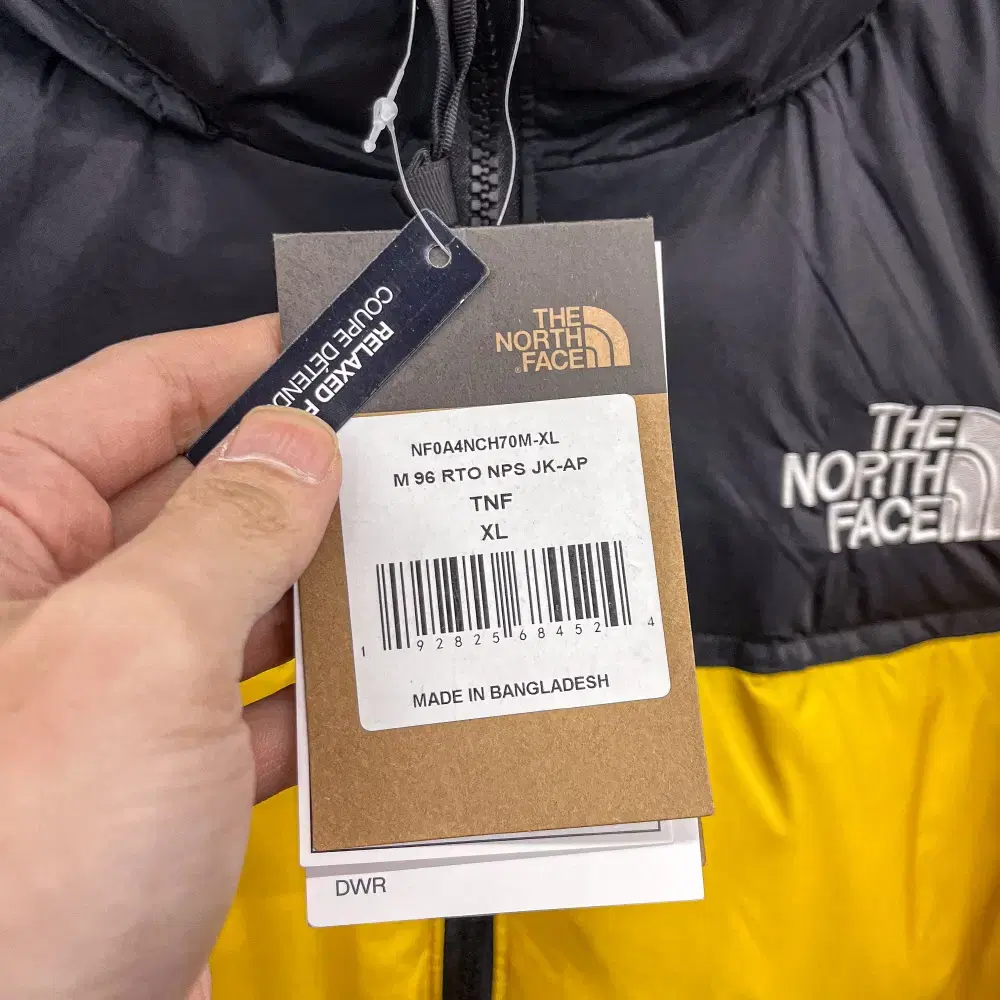 RELAXED F
COUPE DÉTEND
THE
NORTH
FACE
NF0A4NCH70M-XL
M 96 RTO NPS JK-AP
TNF
XL
1 92825 68452 4
MADE IN BANGLADESH
DWR
THE
NORTH
FACE